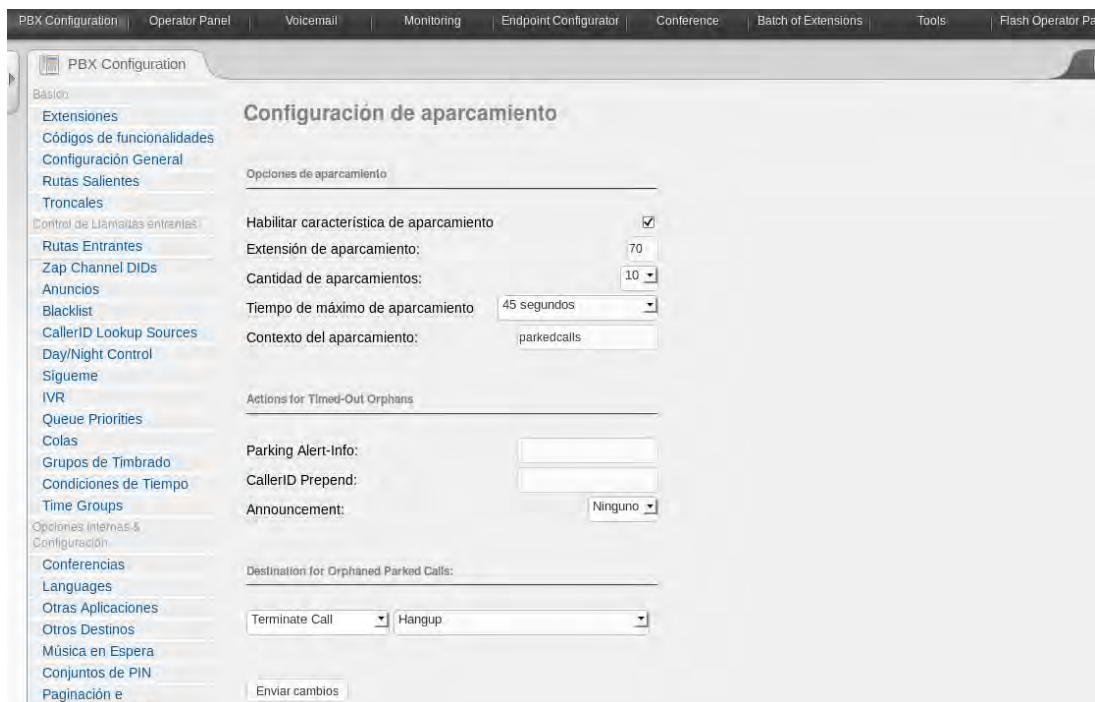 PBX Configuration Operator Panel Voicemail Monitoring Endpoint Configurator Conference Batch of Extensions Tools Flash Operator Pa
PBX Configuration
Básico
Extensiones
Códigos de funcionalidades
Configuración General
Rutas Salientes
Troncales
Control de Llamadas entrantes
Rutas Entrantes
Zap Channel DIDs
Anuncios
Blacklist
CallerID Lookup Sources
Day/Night Control
Sígueme
IVR
Queue Priorities
Colas
Grupos de Timbrado
Condiciones de Tiempo
Time Groups
Opciones internas &
Configuración
Conferencias
Languages
Otras Aplicaciones
Otros Destinos
Música en Espera
Conjuntos de PIN
Paginación e
Configuración de aparcamiento
Opciones de aparcamiento
Habilitar característica de aparcamiento
Extensión de aparcamiento: 70
Cantidad de aparcamientos: 10
Tiempo de máximo de aparcamiento 45 segundos
Contexto del aparcamiento: parkedcalls
Actions for Timed-Out Orphans
Parking Alert-Info:
CallerID Prepend:
Announcement: Ninguno
Destination for Orphaned Parked Calls:
Terminate Call Hangup
Enviar cambios